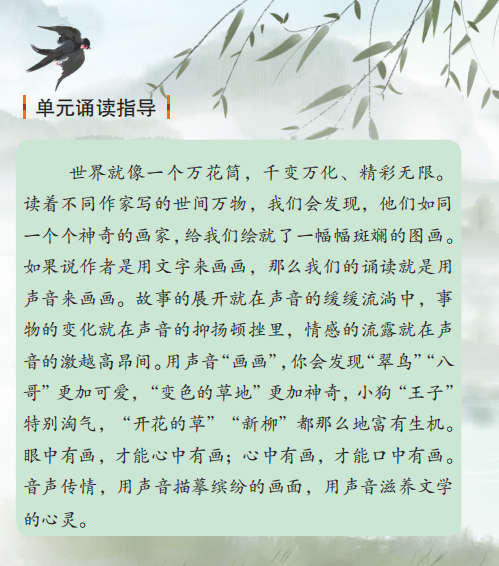 单元诵读指导
世界就像一个万花筒，千变万化、精彩无限。
读着不同作家写的世间万物，我们会发现，他们如同
一个个神奇的画家，给我们绘就了一幅幅斑斓的图画。
如果说作者是用文字来画画，那么我们的诵读就是用
声音来画画。故事的展开就在声音的缓缓流淌中，事
物的变化就在声音的抑扬顿挫里，情感的流露就在声
音的激越高昂间。用声音“画画”，你会发现“翠鸟”“八
哥”更加可爱，“变色的草地”更加神奇，小狗“王子”
特别淘气，“开花的草”“新柳”都那么地富有生机。
眼中有画，才能心中有画；心中有画，才能口中有画。
音声传情，用声音描摹缤纷的画面，用声音滋养文学
的心灵。